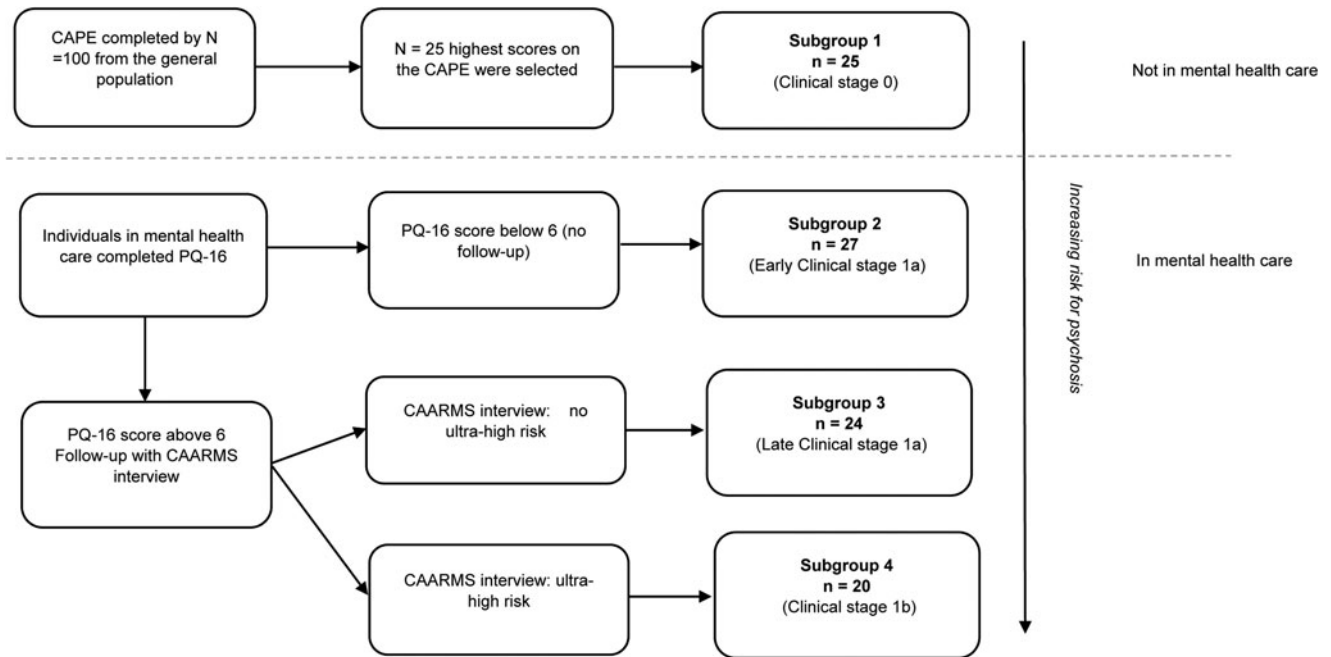 CAPE completed by N
=100 from the general
population
N = 25 highest scores on
the CAPE were selected
Subgroup 1
n = 25
(Clinical stage 0)
Not in mental health care
Individuals in mental health
care completed PQ-16
PQ-16 score below 6 (no
follow-up)
Subgroup 2
n = 27
(Early Clinical stage 1a)
Increasing risk for psychosis
In mental health care
PQ-16 score above 6
Follow-up with CAARMS
interview
CAARMS interview: no
ultra-high risk
Subgroup 3
n = 24
(Late Clinical stage 1a)
CAARMS interview: ultra-
high risk
Subgroup 4
n = 20
(Clinical stage 1b)